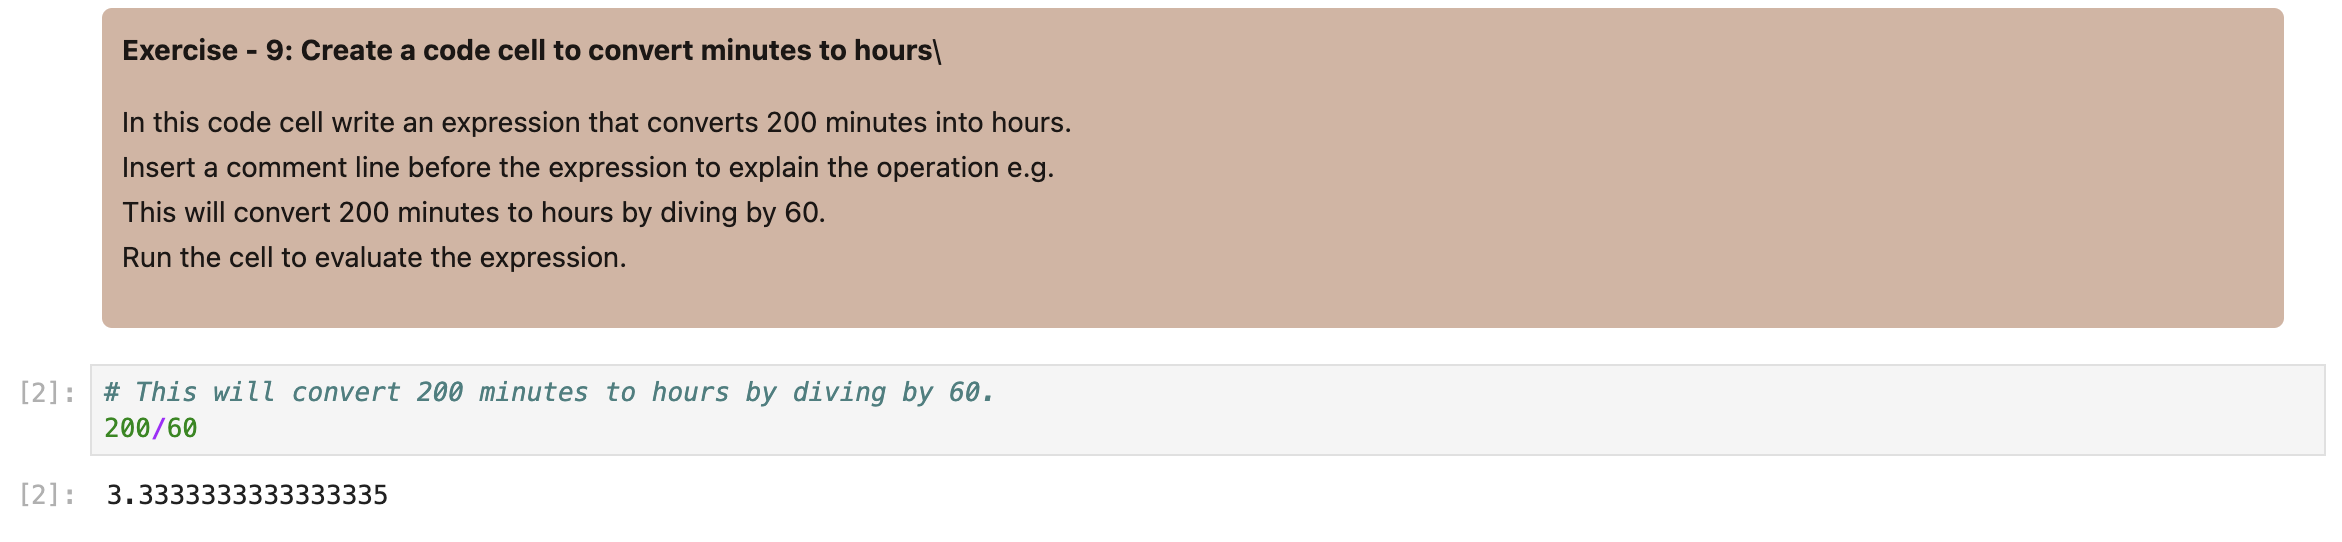 Exercise - 9: Create a code cell to convert minutes to hours\
In this code cell write an expression that converts 200 minutes into hours.
Insert a comment line before the expression to explain the operation e.g.
This will convert 200 minutes to hours by diving by 60.
Run the cell to evaluate the expression.
[2]: # This will convert 200 minutes to hours by diving by 60.
200/60
[2]: 3.3333333333333335